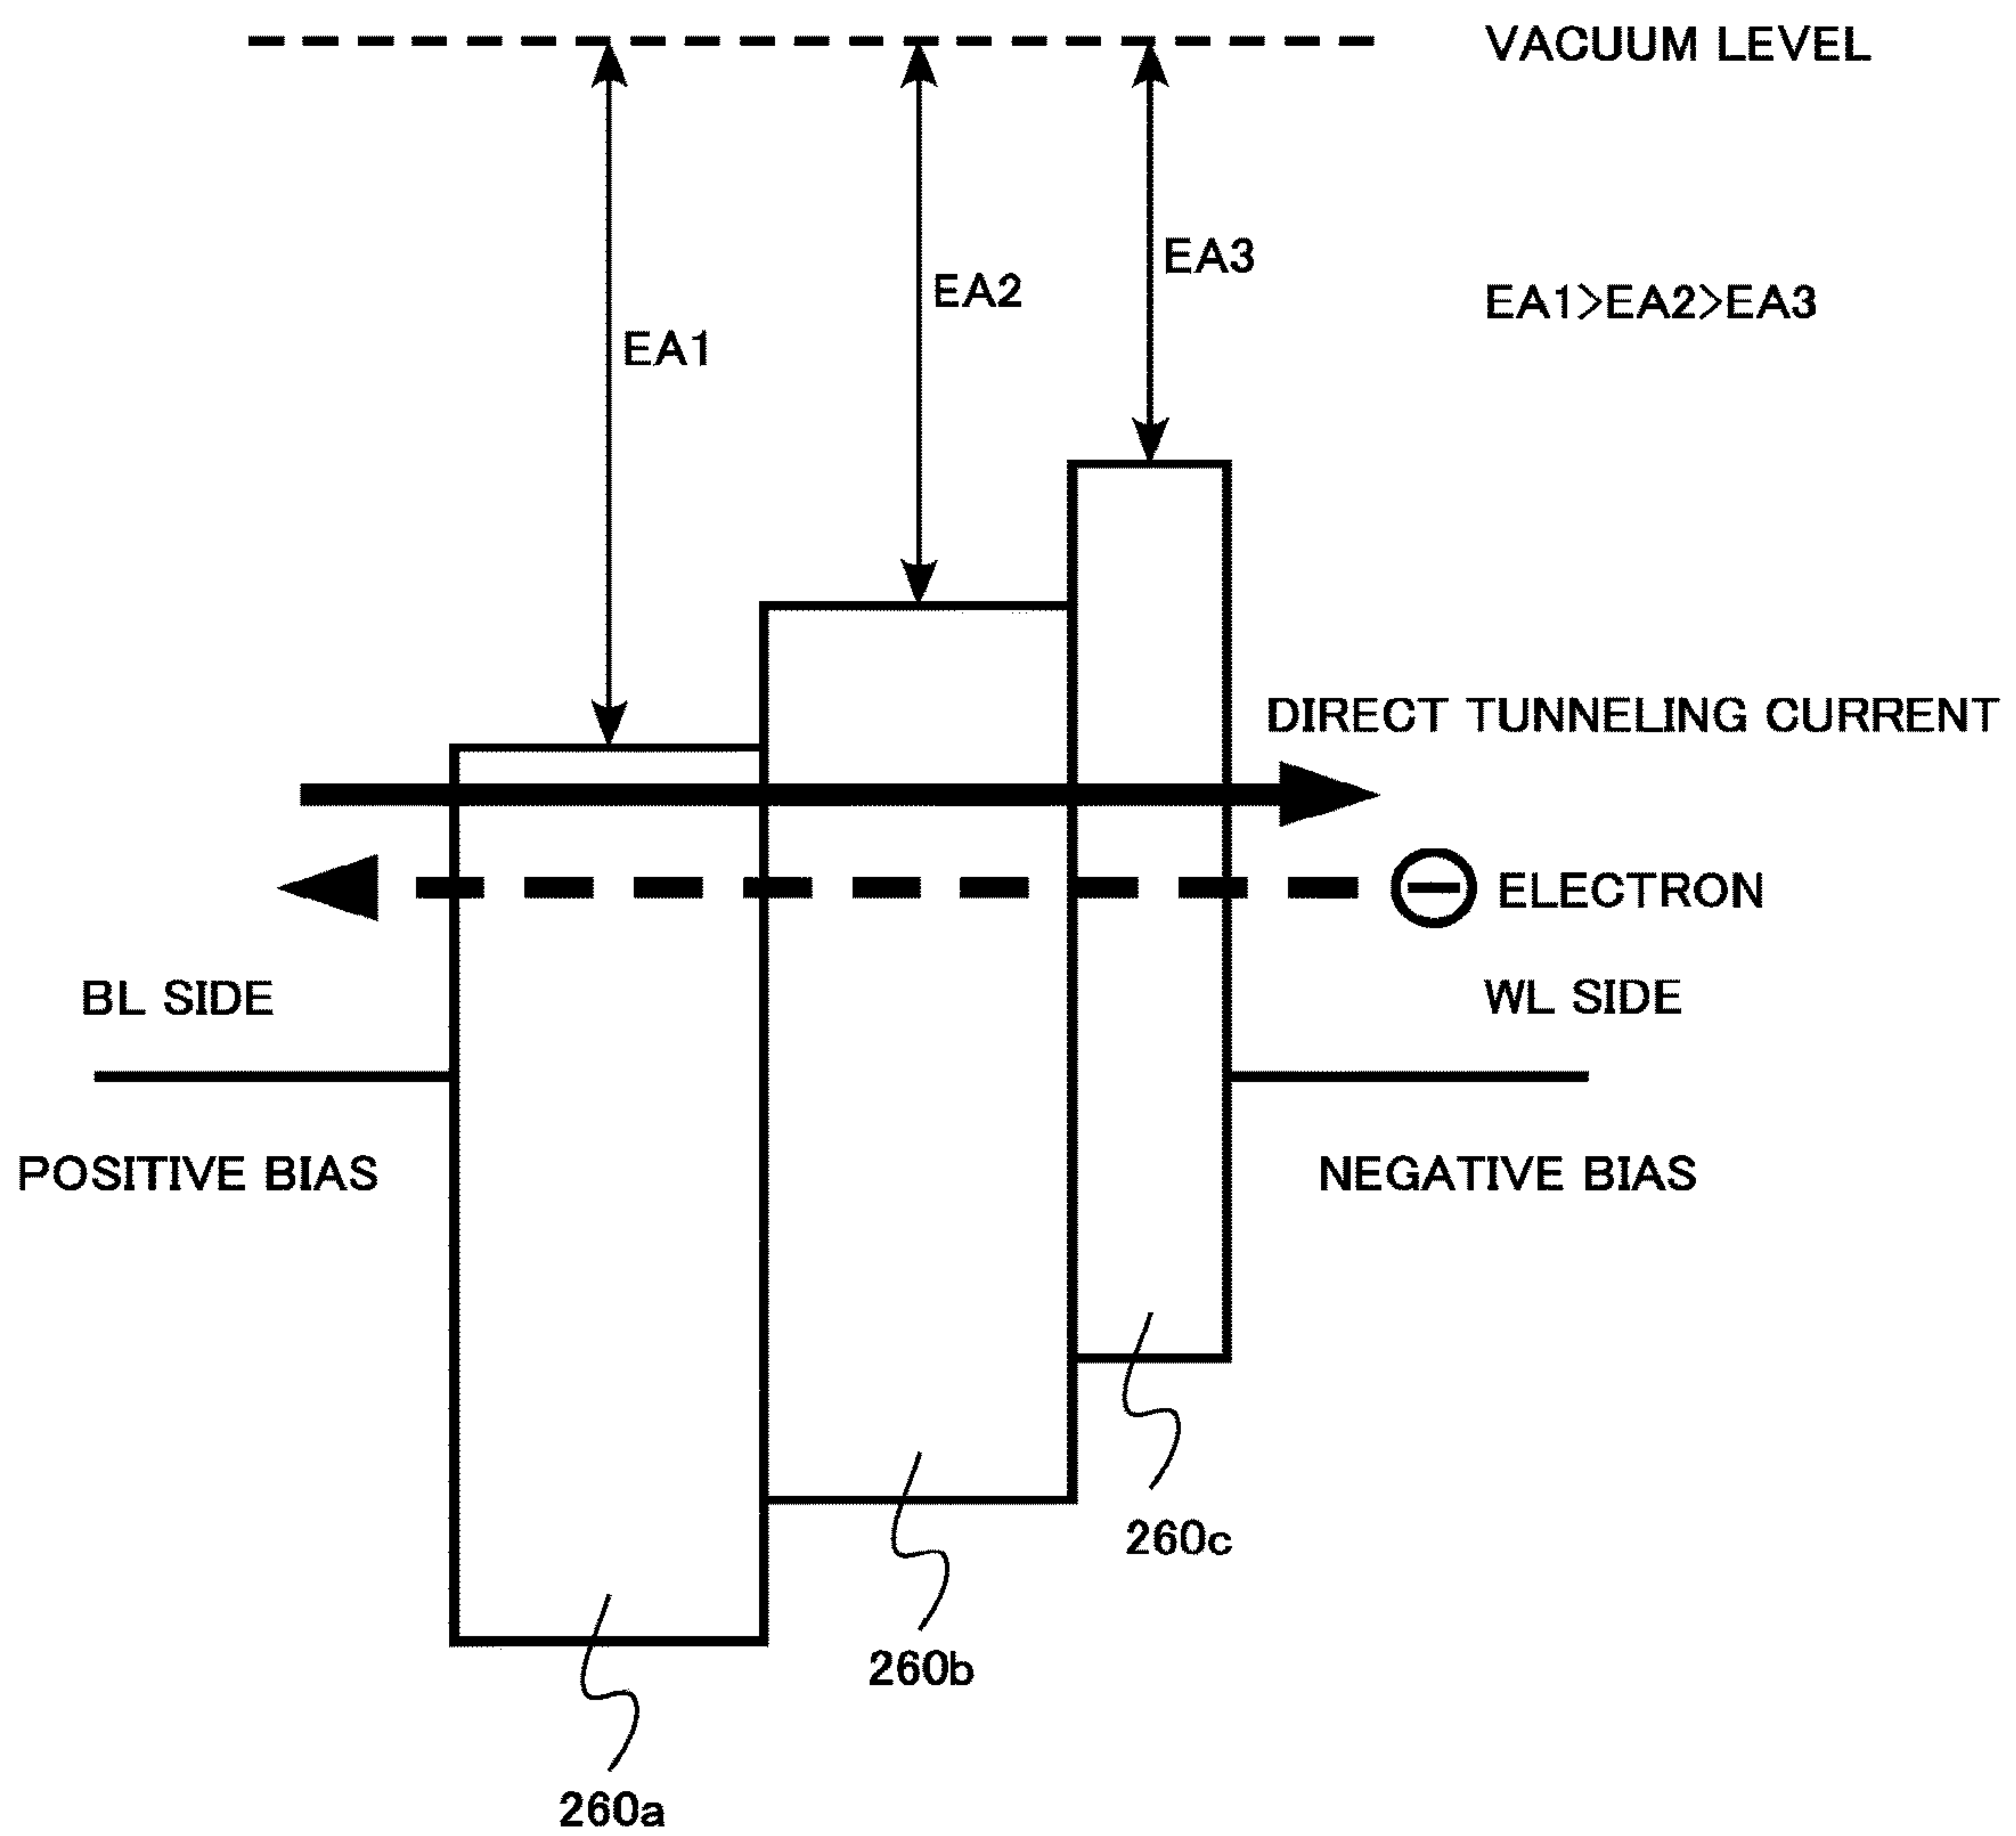 VACUUM LEVEL
EA3
EA2
EA1>EA2>EA3
EA1
DIRECT TUNNELING CURRENT
ELECTRON
BL SIDE
WL SIDE
POSITIVE BIAS
NEGATIVE BIAS
260c
260b
260a